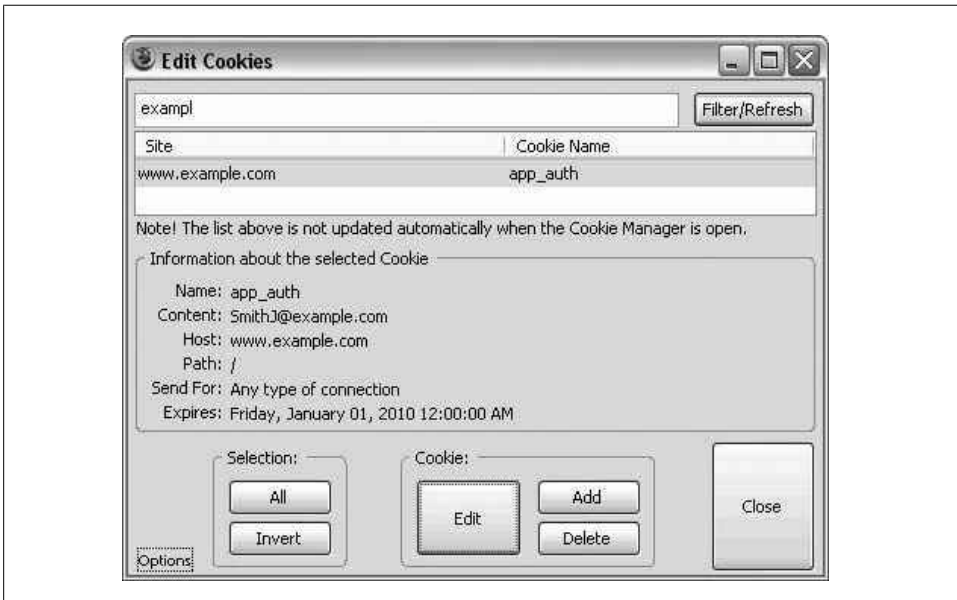 Edit Cookies
exampl
Filter/Refresh
Site Cookie Name
www.example.com app_auth
Note! The list above is not updated automatically when the Cookie Manager is open.
Information about the selected Cookie
Name: app_auth
Content: SmithJ@example.com
Host: www.example.com
Path: /
Send For: Any type of connection
Expires: Friday, January 01, 2010 12:00:00 AM
Selection:
All
Invert
Cookie:
Edit
Add
Delete
Close
Options